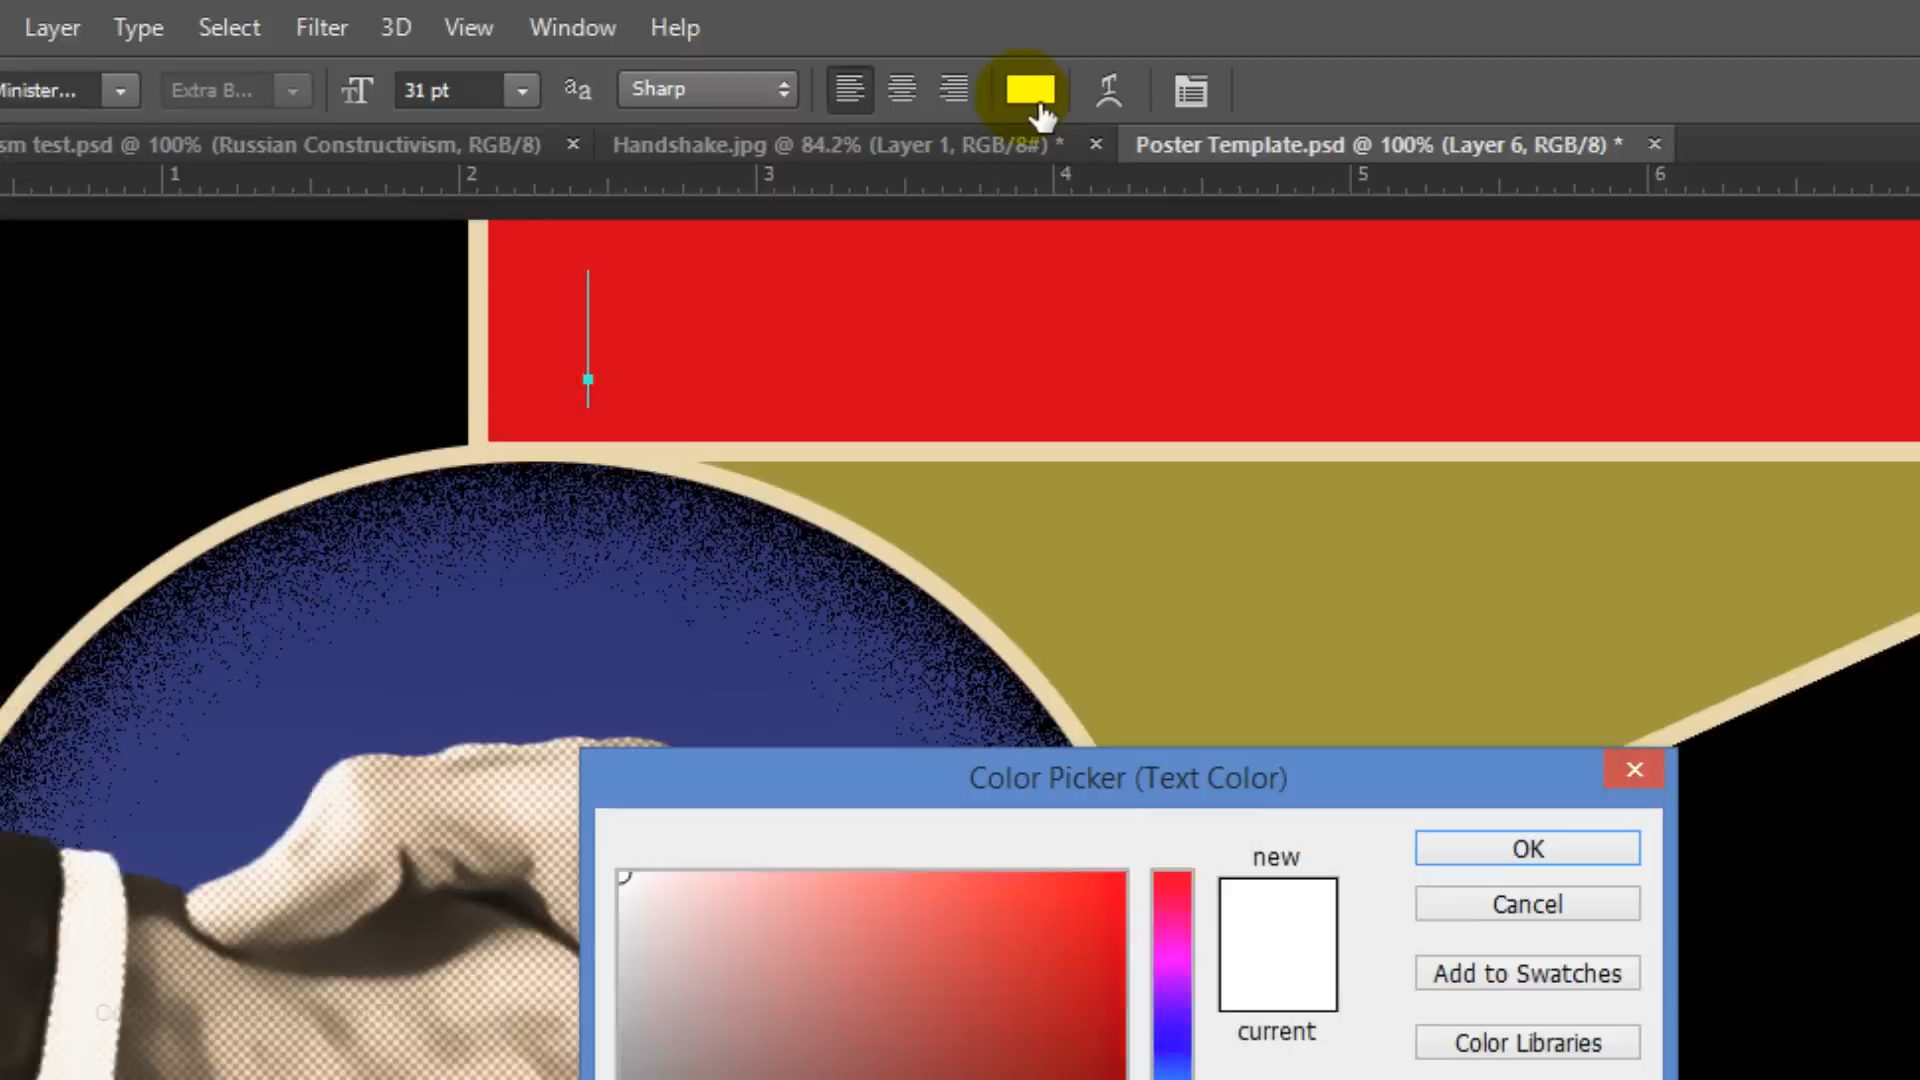 Layer Type Select Filter 3D View Window Help
Minister... Extra B... 31 pt aa Sharp
sm test.psd @ 100% (Russian Constructivism, RGB/8) × Handshake.jpg @ 84.2% (Layer 1, RGB/8#) * × Poster Template.psd @ 100% (Layer 6, RGB/8) * ×
1 2 3 4 5 6
Color Picker (Text Color)
new
OK
Cancel
Add to Swatches
current
Color Libraries